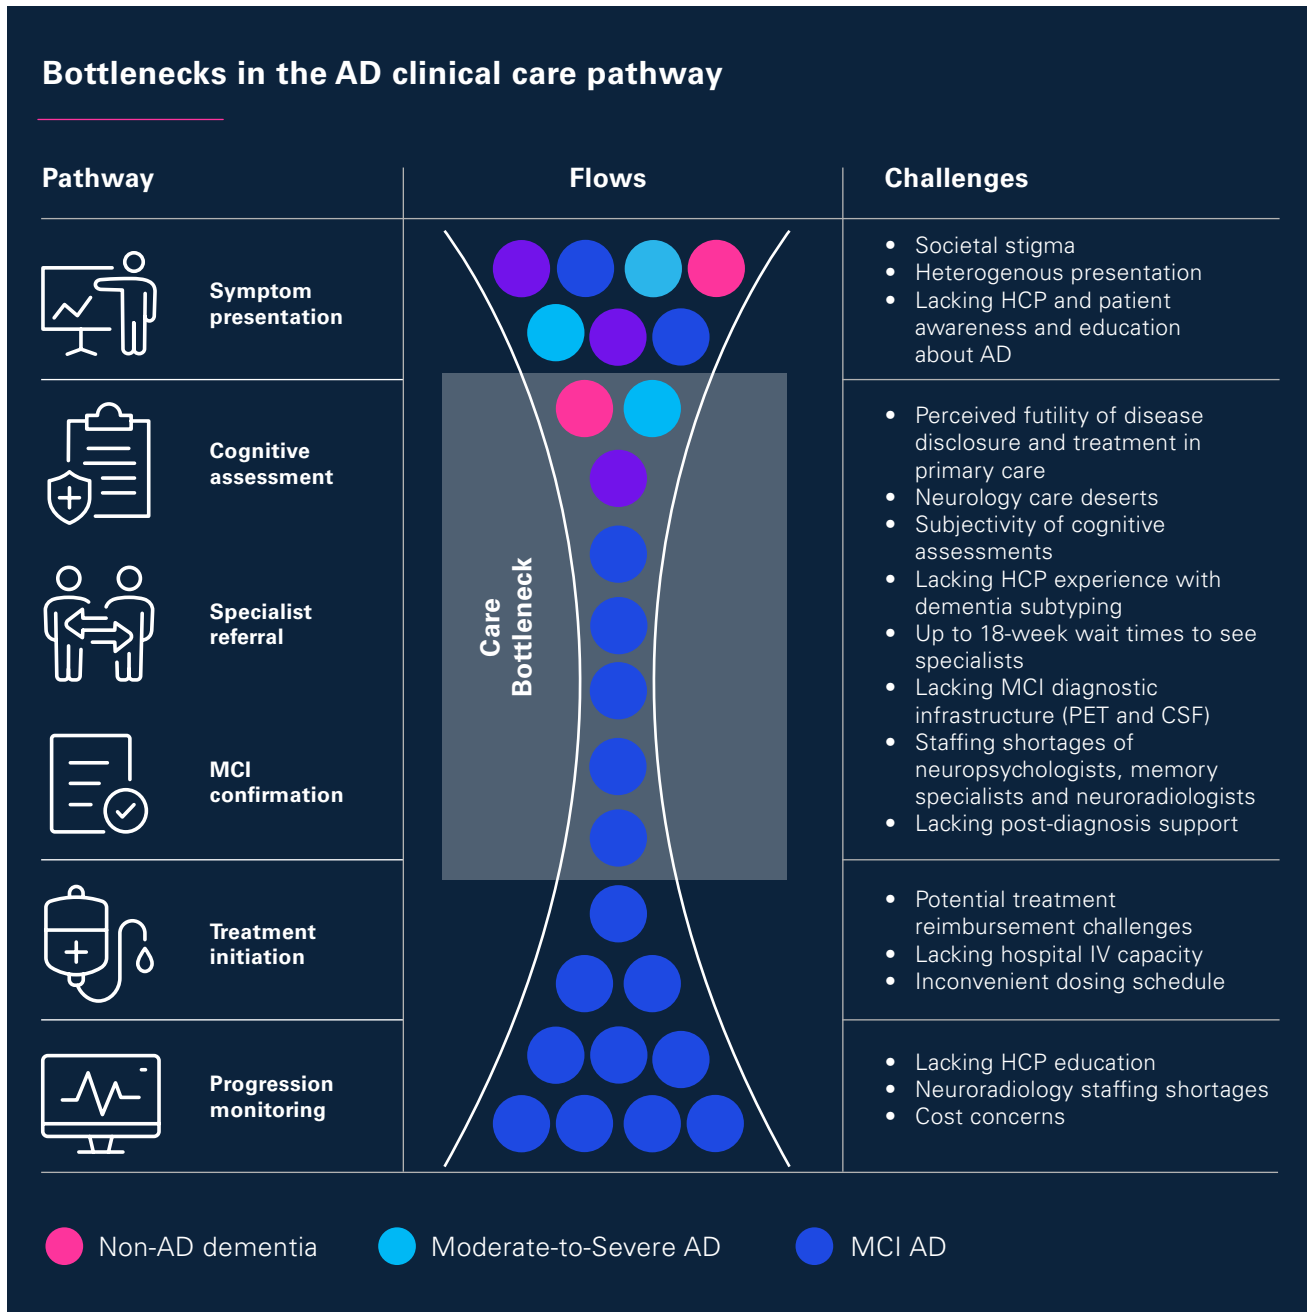 Bottlenecks in the AD clinical care pathway
Pathway
Flows
Challenges
Symptom
presentation
• Societal stigma
• Heterogenous presentation
• Lacking HCP and patient
awareness and education
about AD
Cognitive
assessment
Specialist
referral
MCI
confirmation
Care
Bottleneck
• Perceived futility of disease
disclosure and treatment in
primary care
• Neurology care deserts
• Subjectivity of cognitive
assessments
• Lacking HCP experience with
dementia subtyping
• Up to 18-week wait times to see
specialists
• Lacking MCI diagnostic
infrastructure (PET and CSF)
• Staffing shortages of
neuropsychologists, memory
specialists and neuroradiologists
• Lacking post-diagnosis support
Treatment
initiation
• Potential treatment
reimbursement challenges
• Lacking hospital IV capacity
• Inconvenient dosing schedule
Progression
monitoring
• Lacking HCP education
• Neuroradiology staffing shortages
• Cost concerns
Non-AD dementia
Moderate-to-Severe AD
MCI AD